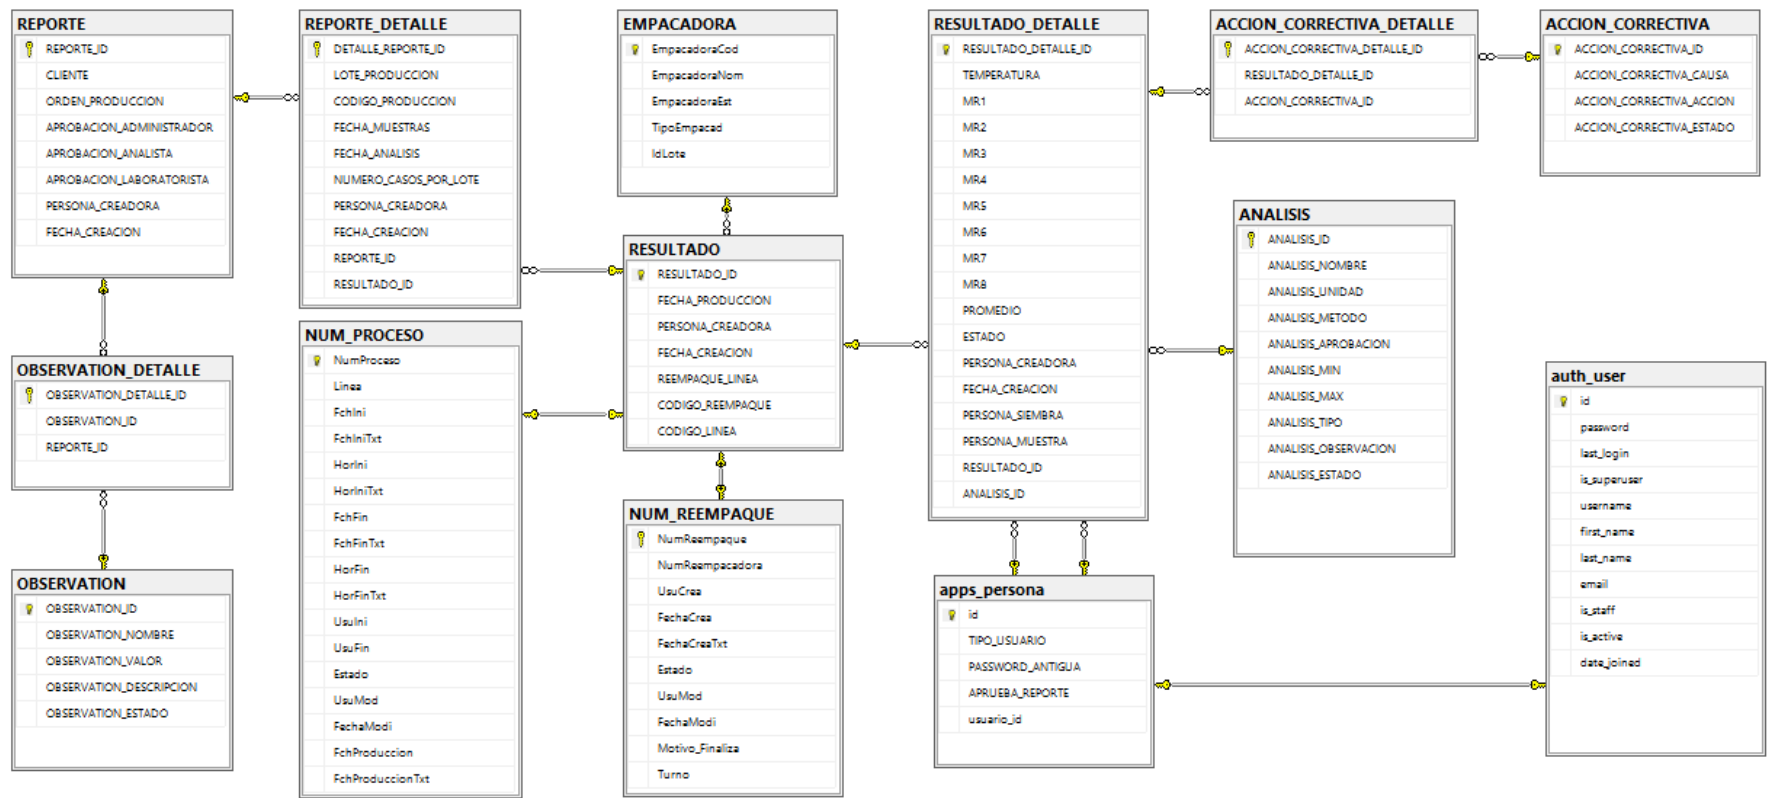 REPORTE
REPORTE_ID
CLIENTE
ORDEN_PRODUCCION
APROBACION_ADMINISTRADOR
APROBACION_ANALISTA
APROBACION_LABORATORISTA
PERSONA_CREADORA
FECHA_CREACION
REPORTE_DETALLE
DETALLE_REPORTE_ID
LOTE_PRODUCCION
CODIGO_PRODUCCION
FECHA_MUESTRAS
FECHA_ANALISIS
NUMERO_CASOS_POR_LOTE
PERSONA_CREADORA
FECHA_CREACION
REPORTE_ID
RESULTADO_ID
EMPACADORA
EmpacadoraCod
EmpacadoraNom
EmpacadoraEst
TipoEmpacad
IdLote
RESULTADO_DETALLE
RESULTADO_DETALLE_ID
TEMPERATURA
MR1
MR2
MR3
MR4
MR5
MR6
MR7
MR8
PROMEDIO
ESTADO
PERSONA_CREADORA
FECHA_CREACION
PERSONA_SIEMBRA
PERSONA_MUESTRA
RESULTADO_ID
ANALISIS_ID
ACCION_CORRECTIVA_DETALLE
ACCION_CORRECTIVA_DETALLE_ID
RESULTADO_DETALLE_ID
ACCION_CORRECTIVA_ID
ACCION_CORRECTIVA
ACCION_CORRECTIVA_ID
ACCION_CORRECTIVA_CAUSA
ACCION_CORRECTIVA_ACCION
ACCION_CORRECTIVA_ESTADO
ANALISIS
ANALISIS_ID
ANALISIS_NOMBRE
ANALISIS_UNIDAD
ANALISIS_METODO
ANALISIS_APROBACION
ANALISIS_MIN
ANALISIS_MAX
ANALISIS_TIPO
ANALISIS_OBSERVACION
ANALISIS_ESTADO
RESULTADO
RESULTADO_ID
FECHA_PRODUCCION
PERSONA_CREADORA
FECHA_CREACION
REEMPAQUE_LINEA
CODIGO_REEMPAQUE
CODIGO_LINEA
NUM_PROCESO
NumProceso
Linea
FchIni
FchIniTxt
HorIni
HorIniTxt
FchFin
FchFinTxt
HorFin
HorFinTxt
UsuIni
UsuFin
Estado
UsuMod
FechaModi
FchProduccion
FchProduccionTxt
OBSERVATION_DETALLE
OBSERVATION_DETALLE_ID
OBSERVATION_ID
REPORTE_ID
OBSERVATION
OBSERVATION_ID
OBSERVATION_NOMBRE
OBSERVATION_VALOR
OBSERVATION_DESCRIPCION
OBSERVATION_ESTADO
NUM_REEMPAQUE
NumReempaque
NumReempacadora
UsuCrea
FechaCrea
FechaCreaTxt
Estado
UsuMod
FechaModi
Motivo_Finaliza
Turno
apps_persona
id
TIPO_USUARIO
PASSWORD_ANTIGUA
APRUEBA_REPORTE
usuario_id
auth_user
id
password
last_login
is_superuser
username
first_name
last_name
email
is_staff
is_active
date_joined